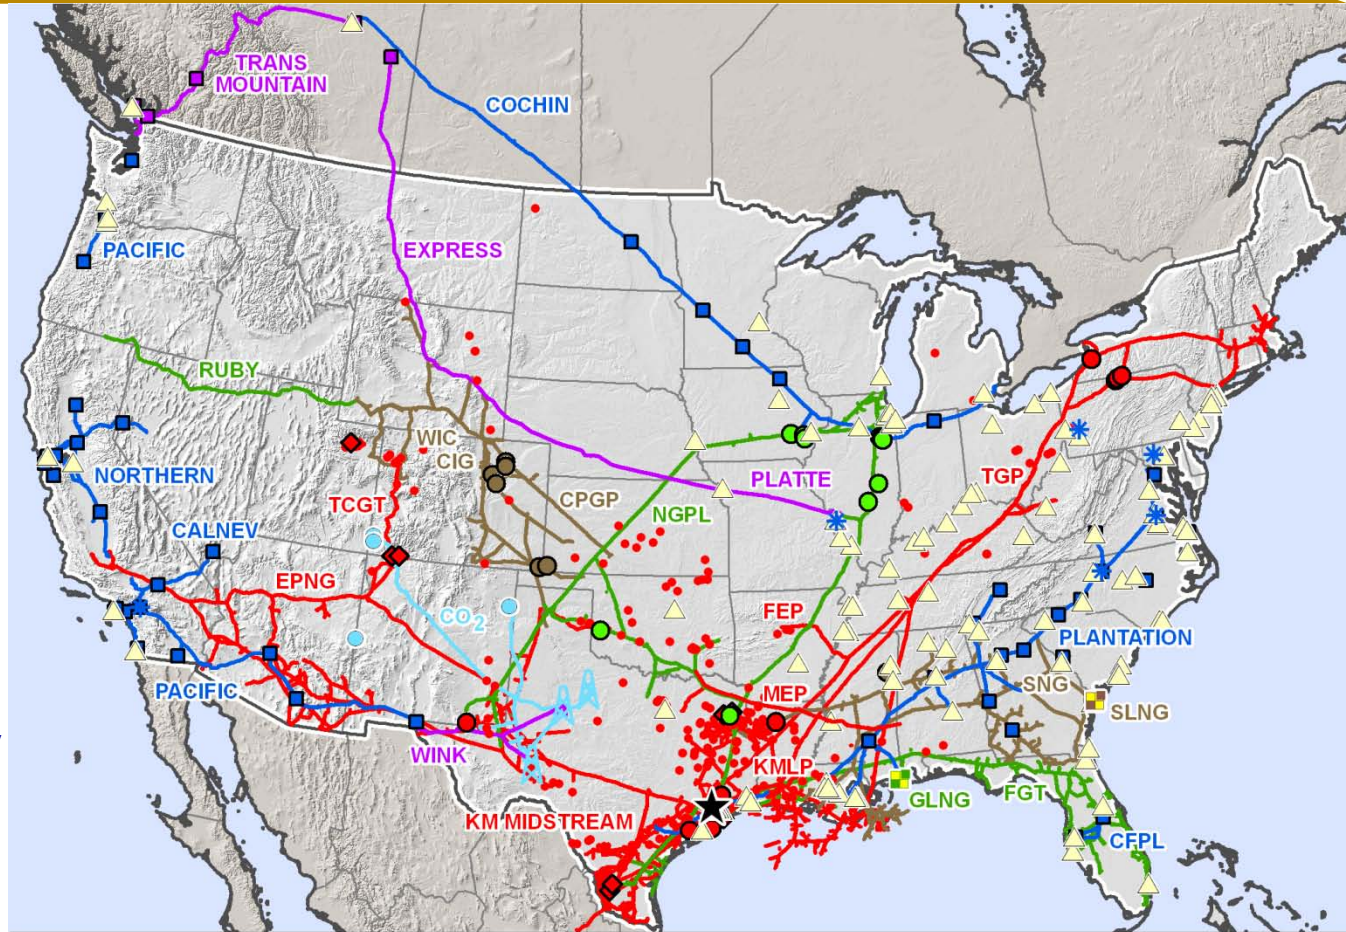 TRANS
MOUNTAIN
COCHIN
PACIFIC
EXPRESS
RUBY
WIC
CIG
NORTHERN
PLATTE
TGP
TCGT
CPGP
NGPL
CALNEV
EPNG
CO2
FEP
PLANTATION
PACIFIC
MEP
SNG
SLNG
WINK
KMLP
GLNG
FGT
KM MIDSTREAM
CFPL